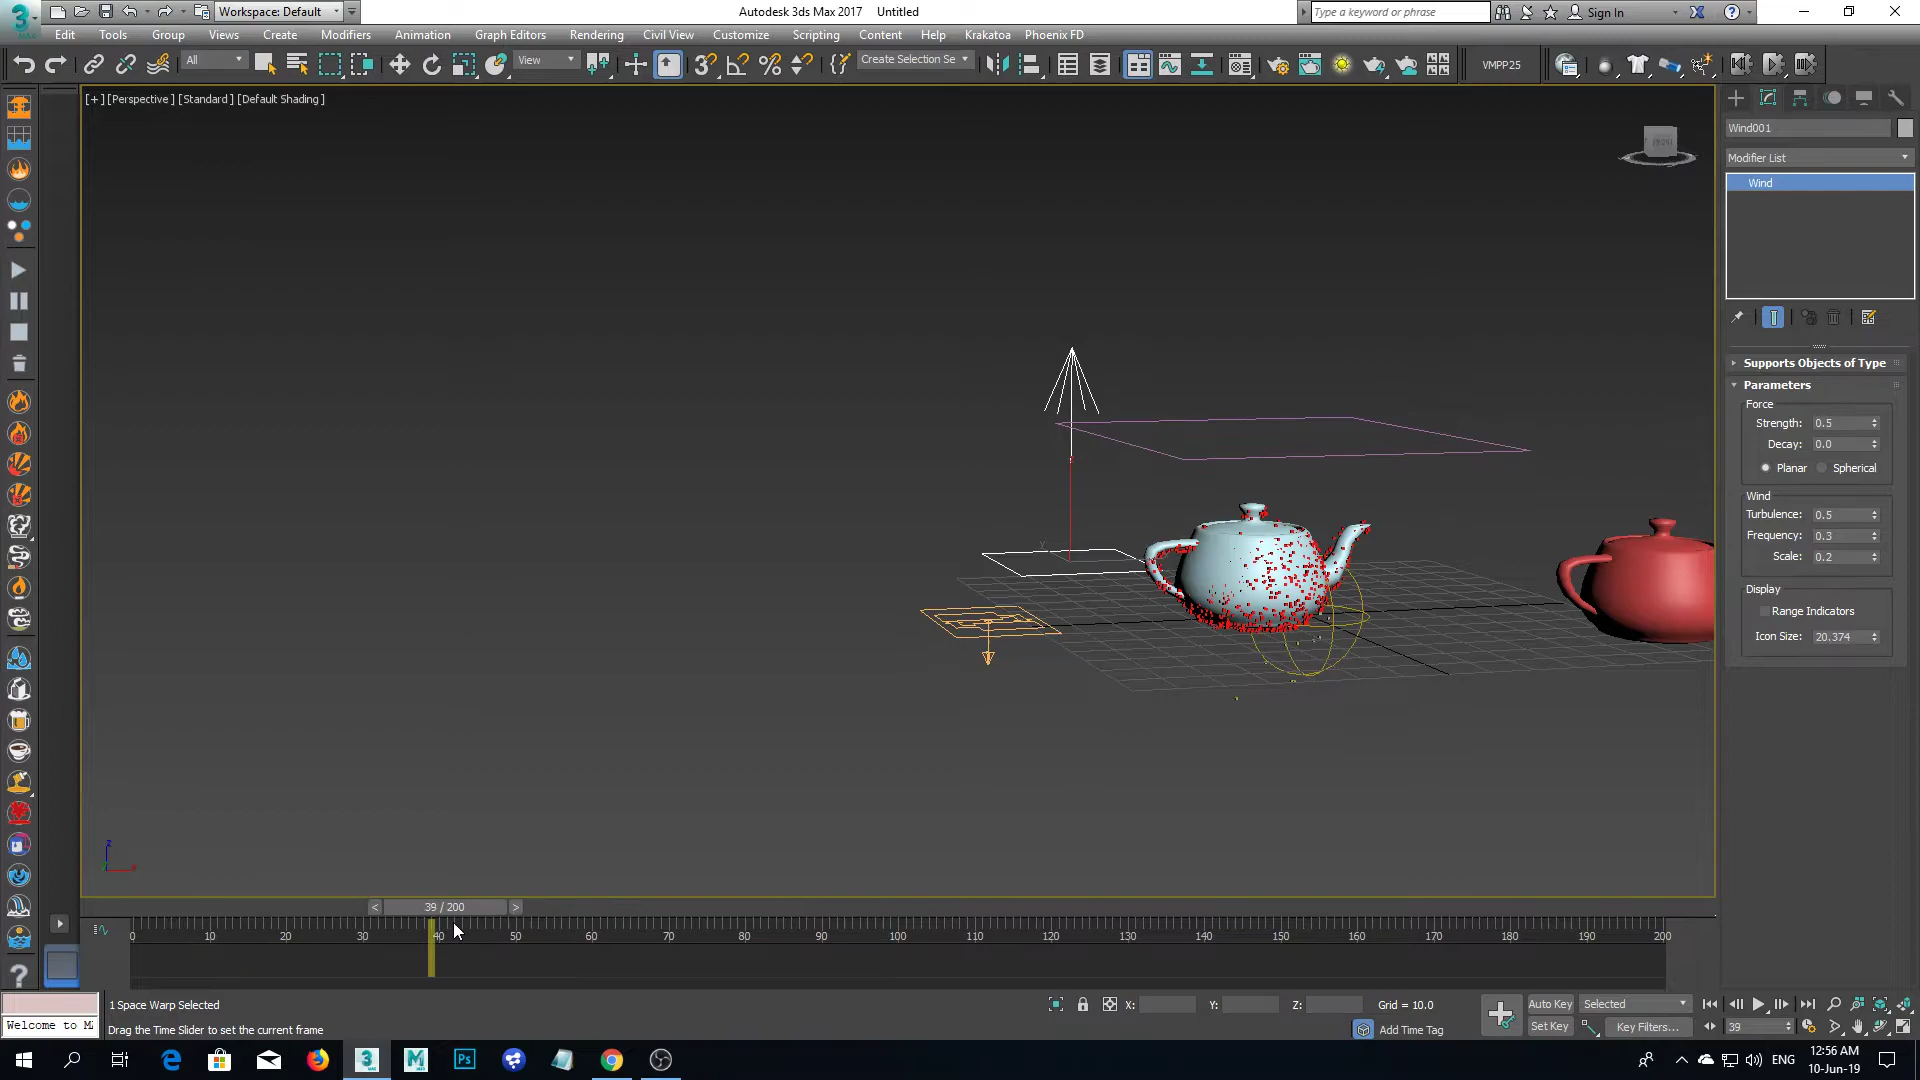 Workspace: Default
Autodesk 3ds Max 2017 Untitled
Type a keyword or phrase
Sign In
Edit Tools Group Views Create Modifiers Animation Graph Editors Rendering Civil View Customize Scripting Content Help Krakatoa Phoenix FD
All
View
Create Selection Se
VMPP25
[+] [Perspective ] [Standard ] [Default Shading ]
Wind001
Modifier List
Wind
Supports Objects of Type
Parameters
Force
Strength: 0.5
Decay: 0.0
Planar Spherical
Wind
Turbulence: 0.5
Frequency: 0.3
Scale: 0.2
Display
Range Indicators
Icon Size: 20.374
39 / 200
0 10 20 30 40 50 60 70 80 90 100 110 120 130 140 150 160 170 180 190 200
1 Space Warp Selected
X: Y: Z: Grid = 10.0
Auto Key Selected
Welcome to M
Drag the Time Slider to set the current frame
Add Time Tag
Set Key Key Filters...
39
ENG
12:56 AM
10-Jun-19